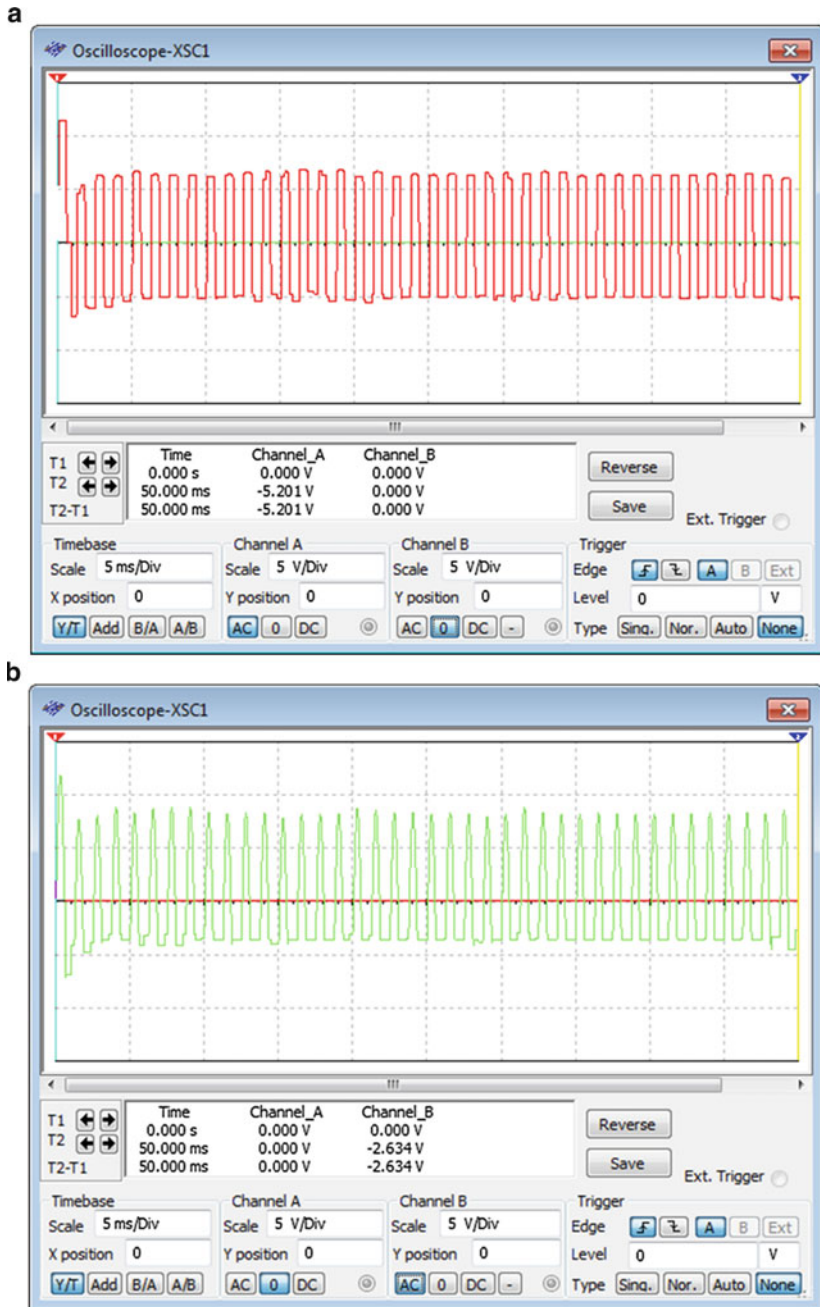 a
Oscilloscope-XSC1
Time Channel_A Channel_B
T1 0.000 s 0.000 V 0.000 V
T2 50.000 ms -5.201 V 0.000 V
T2-T1 50.000 ms -5.201 V 0.000 V
Reverse
Save
Ext. Trigger
Timebase Channel A Channel B Trigger
Scale 5 ms/Div Scale 5 V/Div Scale 5 V/Div Edge A B Ext
X position 0 Y position 0 Y position 0 Level 0 V
Y/T Add B/A A/B AC 0 DC AC 0 DC - Type Sing. Nor. Auto None
b
Oscilloscope-XSC1
Time Channel_A Channel_B
T1 0.000 s 0.000 V 0.000 V
T2 50.000 ms 0.000 V -2.634 V
T2-T1 50.000 ms 0.000 V -2.634 V
Reverse
Save
Ext. Trigger
Timebase Channel A Channel B Trigger
Scale 5 ms/Div Scale 5 V/Div Scale 5 V/Div Edge A B Ext
X position 0 Y position 0 Y position 0 Level 0 V
Y/T Add B/A A/B AC 0 DC AC 0 DC - Type Sing. Nor. Auto None